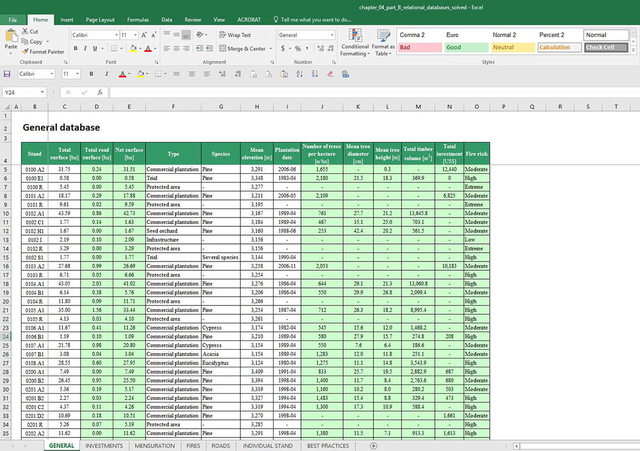 chapter_04_part_B_relational_databases_solved - Excel
File Home Insert Page Layout Formulas Data Review View ACROBAT Tell me what you want to do...
Cut
Copy
Format Painter
Paste
Clipboard Font Alignment Number Styles
Calibri 11
Wrap Text
Merge & Center
General
Conditional Formatting
Format as Table
Comma 2 Euro Normal 2 Percent 2 Normal
Bad Good Neutral Calculation Check Cell
Y24
General database
Stand Total surface [ha] Total road surface [ha] Net surface [ha] Type Species Mean elevation [m] Plantation date Number of trees per hectare [n/ha] Mean tree diameter [cm] Mean tree height [m] Total timber volume [m³] Total investment [US$] Fire risk
0100 A2 31.75 0.24 31.51 Commercial plantation Pine 3,291 2006-06 1,655 - 0.3 - 12,440 Moderate
0100 E1 0.58 0.00 0.58 Trial Pine 3,348 1983-04 2,180 21.5 18.3 369.9 0 High
0100 R 5.45 0.00 5.45 Protected area - 3,277 - - - - - - Extreme
0101 A2 18.17 0.29 17.88 Commercial plantation Pine 3,211 2006-05 2,109 - - - 6,825 Moderate
0101 R 9.61 0.02 9.59 Protected area - 3,195 - - - - - - Extreme
0102 A1 43.59 0.86 42.73 Commercial plantation Pine 3,167 1989-04 761 27.7 21.2 13,645.8 - High
0102 C1 1.77 0.14 1.63 Commercial plantation Pine 3,184 1989-04 467 35.1 25.0 703.1 - High
0102 H1 1.67 0.00 1.67 Seed orchard Pine 3,160 1998-06 253 42.4 20.2 561.5 - Moderate
0102 I 2.19 0.10 2.09 Infrastructure - 3,156 - - - - - - Low
0102 R 3.29 0.00 3.29 Protected area - 3,156 - - - - - - Extreme
0102 S1 1.77 0.00 1.77 Trial Several species 3,144 1990-04 - - - - - High
0103 A2 27.68 0.99 26.69 Commercial plantation Pine 3,258 2006-11 2,053 - - - 10,383 Moderate
0103 R 6.71 0.05 6.66 Protected area - 3,254 - - - - - - High
0104 A1 43.05 2.03 41.02 Commercial plantation Pine 3,276 1986-04 644 29.1 21.3 13,060.8 - High
0104 B1 6.14 0.38 5.76 Commercial plantation Pine 3,206 1989-04 550 29.9 26.8 2,099.4 - High
0104 R 11.80 0.09 11.71 Protected area - 3,266 - - - - - - High
0105 A1 35.00 1.56 33.44 Commercial plantation Pine 3,254 1987-04 712 26.3 18.2 8,995.4 - High
0105 R 4.13 0.03 4.10 Protected area - 3,261 - - - - - - High
0106 A1 11.67 0.41 11.26 Commercial plantation Cypress 3,174 1982-04 545 15.6 12.0 1,468.2 - Moderate
0106 B1 1.19 0.10 1.09 Commercial plantation Pine 3,210 1989-04 580 27.9 15.7 274.8 208 High
0107 A1 21.78 0.98 20.80 Commercial plantation Cypress 3,154 1989-04 550 7.6 6.4 186.6 - Moderate
0107 B1 3.08 0.04 3.04 Commercial plantation Acacia 3,154 1989-04 1,283 12.0 11.8 251.1 - Moderate
0108 A1 28.55 0.60 27.95 Commercial plantation Eucalyptus 3,124 1989-04 1,275 11.1 14.8 3,543.9 - High
0200 A1 7.49 0.00 7.49 Commercial plantation Pine 3,409 1991-04 833 25.7 19.5 2,882.9 687 High
0200 B2 26.45 0.95 25.50 Commercial plantation Pine 3,394 1998-04 1,400 11.7 8.4 2,763.6 680 Moderate
0201 A2 5.36 0.19 5.17 Commercial plantation Pine 3,319 1998-04 1,160 10.2 8.0 280.2 503 Moderate
0201 B2 2.27 0.03 2.24 Commercial plantation Pine 3,327 1998-04 1,483 15.4 8.8 329.4 473 High
0201 C2 4.37 0.11 4.26 Commercial plantation Pine 3,319 1998-04 1,300 17.3 10.9 588.4 - High
0201 D2 10.69 0.18 10.51 Commercial plantation Pine 3,270 1998-04 - - - - 1,661 Moderate
0201 R 5.26 0.07 5.19 Protected area - 3,285 - - - - - - High
0202 A2 11.62 0.00 11.62 Commercial plantation Pine 3,291 1998-04 1,380 11.5 7.1 913.3 1,613 High
GENERAL INVESTMENTS MENSURATION FIRES ROADS INDIVIDUAL STAND BEST PRACTICES